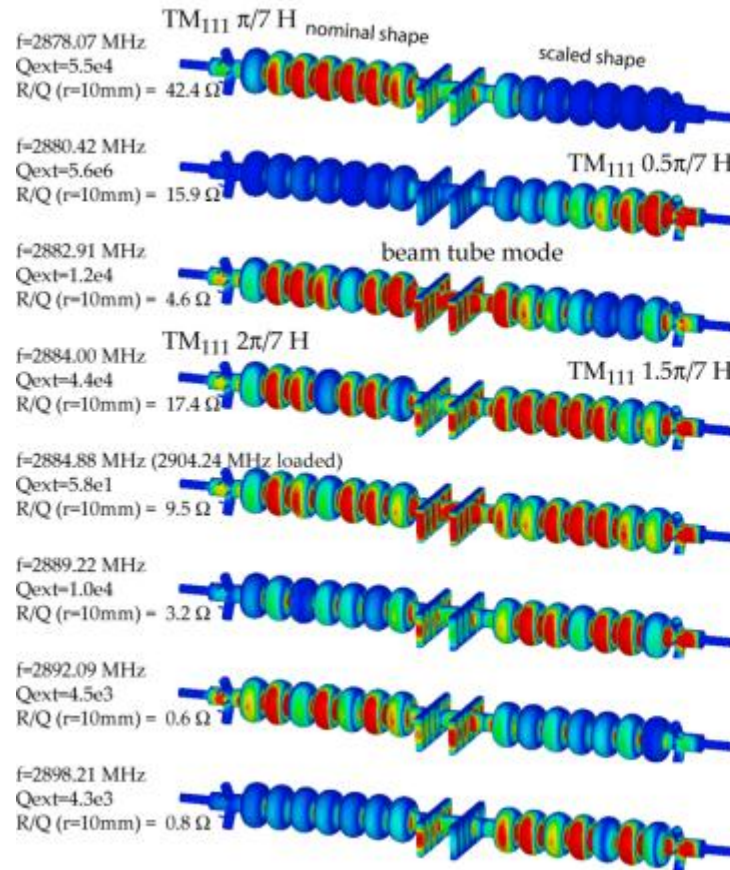 TM111 π/7 H
nominal shape
scaled shape
f=2878.07 MHz
Qext=5.5e4
R/Q (r=10mm) = 42.4 Ω
f=2880.42 MHz
Qext=5.6e6
R/Q (r=10mm) = 15.9 Ω
TM111 0.5π/7 H
f=2882.91 MHz
Qext=1.2e4
R/Q (r=10mm) = 4.6 Ω
beam tube mode
TM111 2π/7 H
f=2884.00 MHz
Qext=4.4e4
R/Q (r=10mm) = 17.4 Ω
TM111 1.5π/7 H
f=2884.88 MHz (2904.24 MHz loaded)
Qext=5.8e1
R/Q (r=10mm) = 9.5 Ω
f=2889.22 MHz
Qext=1.0e4
R/Q (r=10mm) = 3.2 Ω
f=2892.09 MHz
Qext=4.5e3
R/Q (r=10mm) = 0.6 Ω
f=2898.21 MHz
Qext=4.3e3
R/Q (r=10mm) = 0.8 Ω